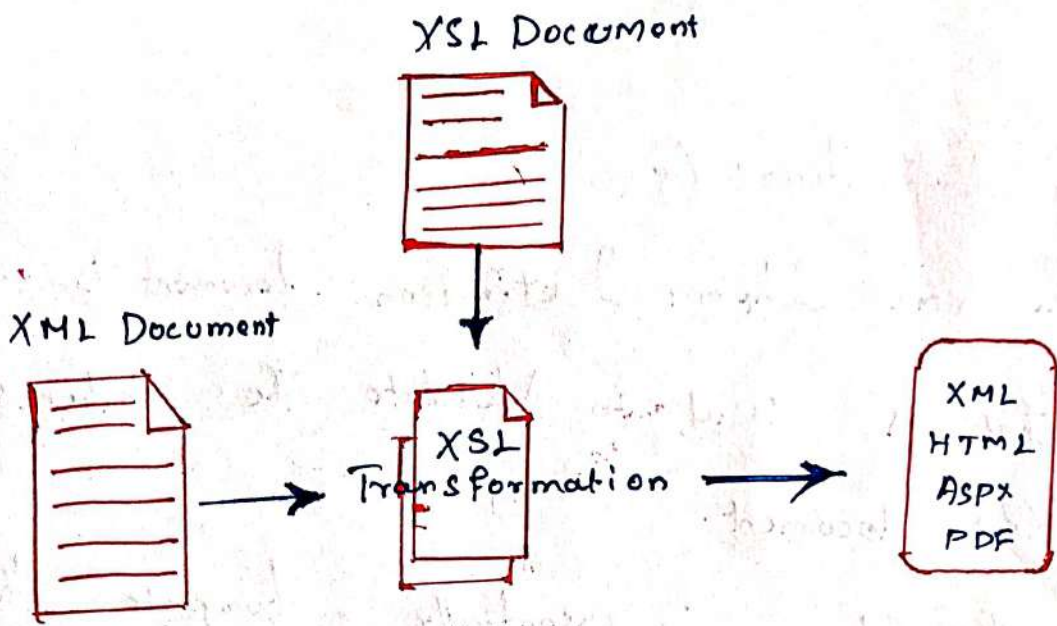 XSL Document
XML Document
XSL
Transformation
XML
HTML
ASPX
PDF